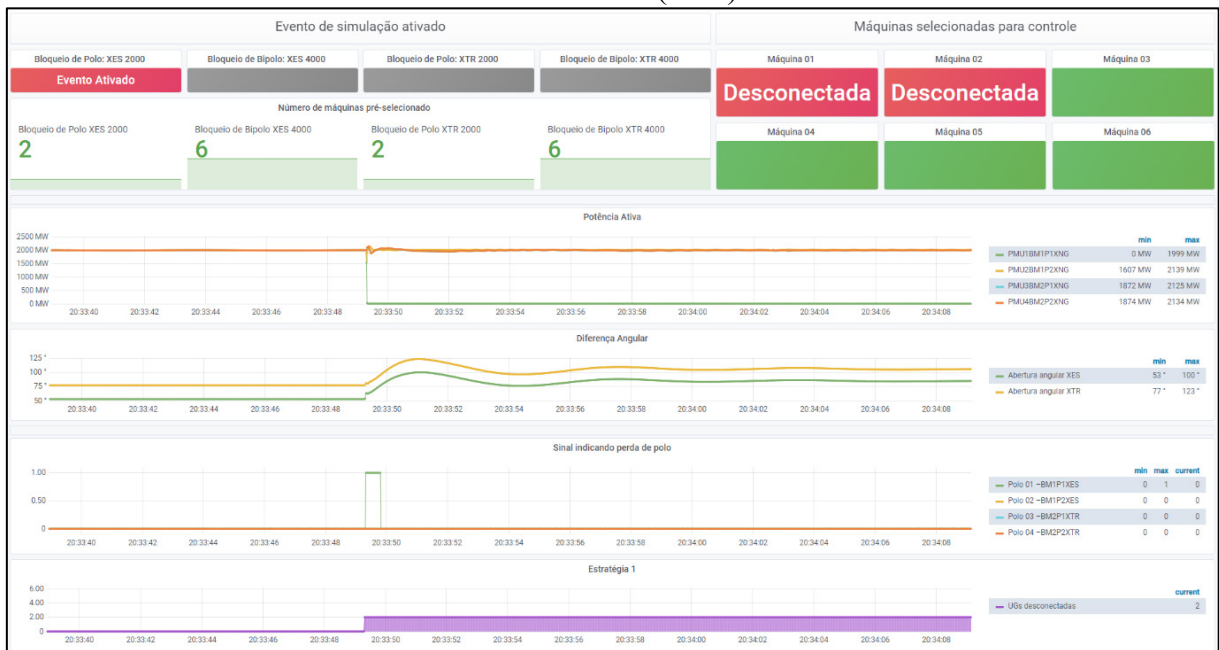 Evento de simulação ativado
Máquinas selecionadas para controle
Bloqueio de Polo: XES 2000
Bloqueio de Bipolo: XES 4000
Bloqueio de Polo: XTR 2000
Bloqueio de Bipolo: XTR 4000
Máquina 01
Máquina 02
Máquina 03
Evento Ativado
Desconectada
Desconectada
Número de máquinas pré-selecionado
Bloqueio de Polo XES 2000
Bloqueio de Bipolo XES 4000
Bloqueio de Polo XTR 2000
Bloqueio de Bipolo XTR 4000
2
6
2
6
Máquina 04
Máquina 05
Máquina 06
Potência Ativa
2500 MW
2000 MW
1500 MW
1000 MW
500 MW
0 MW
20:33:40 20:33:42 20:33:44 20:33:46 20:33:48 20:33:50 20:33:52 20:33:54 20:33:56 20:33:58 20:34:00 20:34:02 20:34:04 20:34:06 20:34:08
min max
PMU1BM1P1XNG 0 MW 1999 MW
PMU2BM1P2XNG 1607 MW 2139 MW
PMU3BM2P1XNG 1872 MW 2125 MW
PMU4BM2P2XNG 1874 MW 2134 MW
Diferença Angular
125 °
100 °
75 °
50 °
20:33:40 20:33:42 20:33:44 20:33:46 20:33:48 20:33:50 20:33:52 20:33:54 20:33:56 20:33:58 20:34:00 20:34:02 20:34:04 20:34:06 20:34:08
min max
Abertura angular XES 53 ° 100 °
Abertura angular XTR 77 ° 123 °
Sinal indicando perda de polo
1.00
0.50
0
20:33:40 20:33:42 20:33:44 20:33:46 20:33:48 20:33:50 20:33:52 20:33:54 20:33:56 20:33:58 20:34:00 20:34:02 20:34:04 20:34:06 20:34:08
min max current
Polo 01 –BM1P1XES 0 1 0
Polo 02 –BM1P2XES 0 0 0
Polo 03 –BM2P1XTR 0 0 0
Polo 04 –BM2P2XTR 0 0 0
Estratégia 1
6.00
4.00
2.00
0
20:33:40 20:33:42 20:33:44 20:33:46 20:33:48 20:33:50 20:33:52 20:33:54 20:33:56 20:33:58 20:34:00 20:34:02 20:34:04 20:34:06 20:34:08
current
UGs desconectadas 2